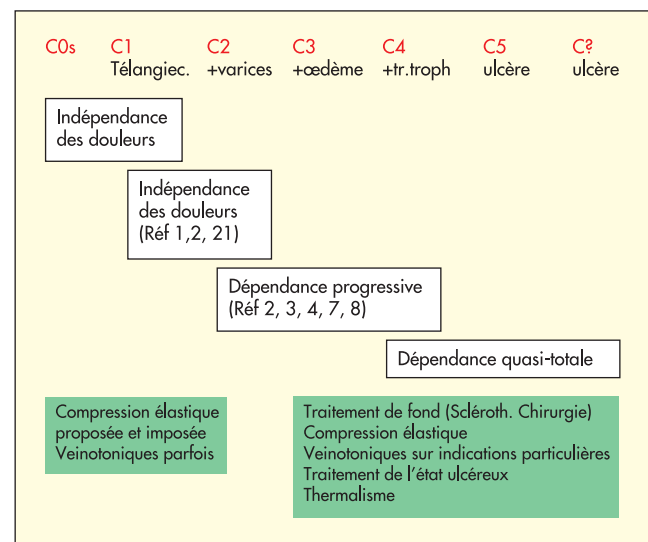 C0s C1 C2 C3 C4 C5 C?
Télangiec. +varices +œdème +tr.troph ulcère ulcère
Indépendance
des douleurs
Indépendance
des douleurs
(Réf 1,2, 21)
Dépendance progressive
(Réf 2, 3, 4, 7, 8)
Dépendance quasi-totale
Compression élastique
proposée et imposée
Veinotoniques parfois
Traitement de fond (Scléroth. Chirurgie)
Compression élastique
Veinotoniques sur indications particulières
Traitement de l'état ulcéreux
Thermalisme